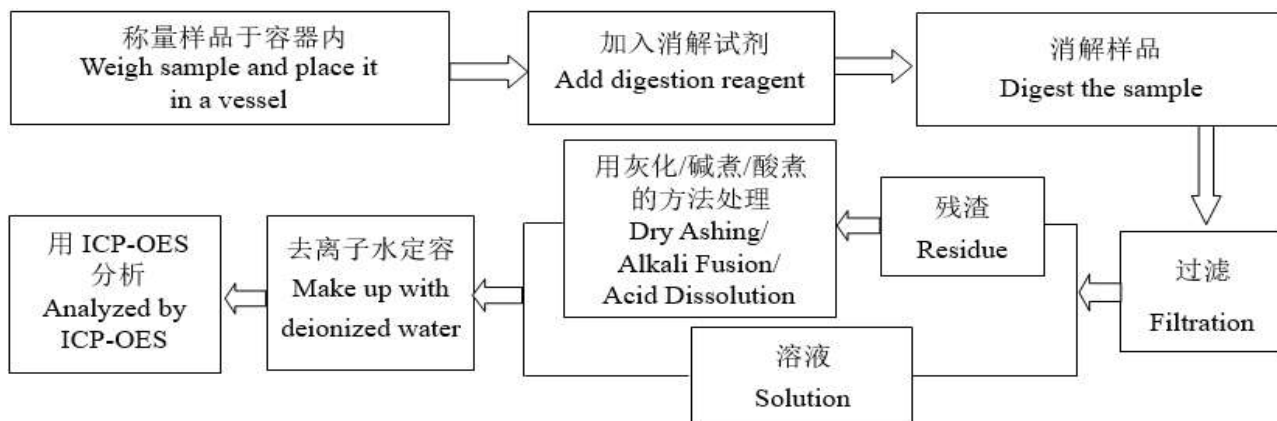 称量样品于容器内
Weigh sample and place it
in a vessel
加入消解试剂
Add digestion reagent
消解样品
Digest the sample
过滤
Filtration
残渣
Residue
用灰化/碱煮/酸煮
的方法处理
Dry Ashing/
Alkali Fusion/
Acid Dissolution
溶液
Solution
去离子水定容
Make up with
deionized water
用 ICP-OES
分析
Analyzed by
ICP-OES